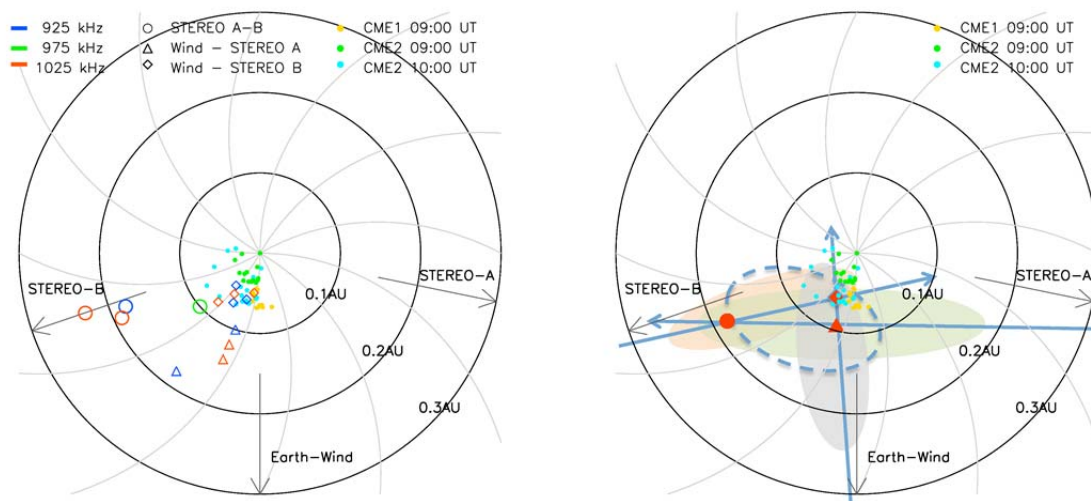 925 kHz
975 kHz
1025 kHz
STEREO A-B
Wind - STEREO A
Wind - STEREO B
CME1 09:00 UT
CME2 09:00 UT
CME2 10:00 UT
STEREO-B
STEREO-A
0.1AU
0.2AU
0.3AU
Earth-Wind
CME1 09:00 UT
CME2 09:00 UT
CME2 10:00 UT
STEREO-B
STEREO-A
0.1AU
0.2AU
0.3AU
Earth-Wind